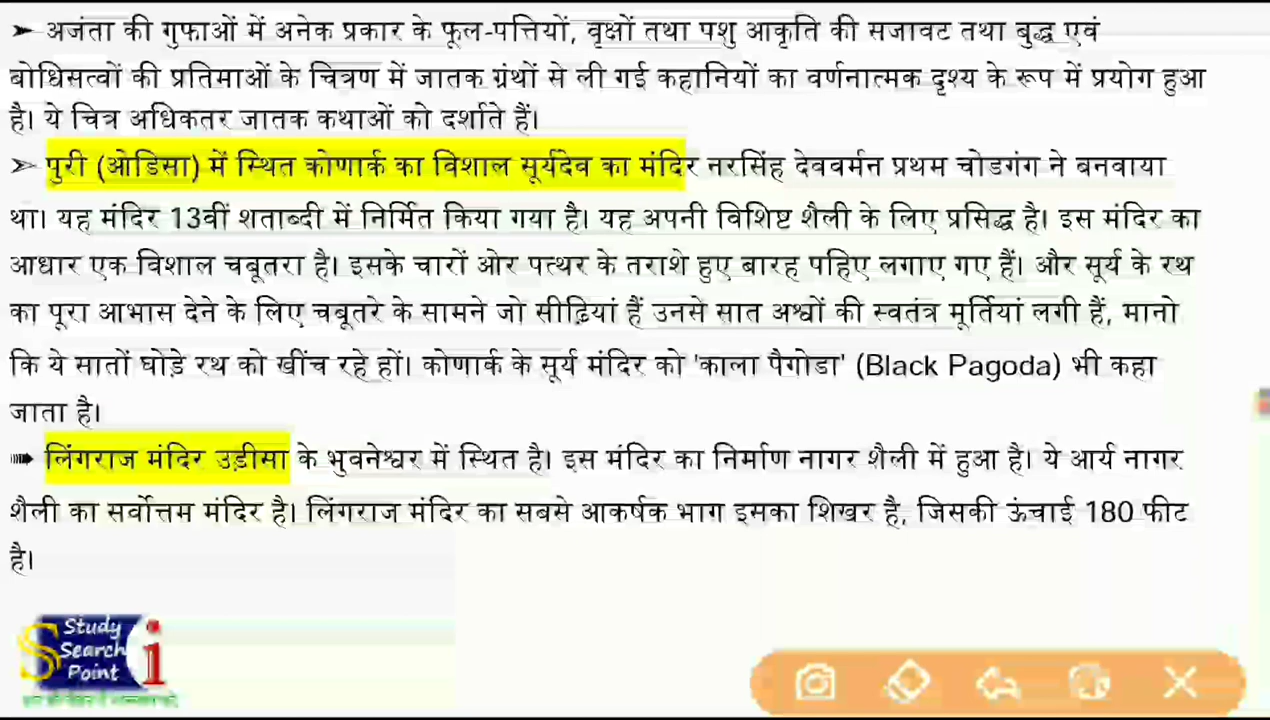 ➤ अजंता की गुफाओं में अनेक प्रकार के फूल-पत्तियों, वृक्षों तथा पशु आकृति की सजावट तथा बुद्ध एवं
बोधिसत्वों की प्रतिमाओं के चित्रण में जातक ग्रंथों से ली गई कहानियों का वर्णनात्मक दृश्य के रूप में प्रयोग हुआ
है। ये चित्र अधिकतर जातक कथाओं को दर्शाते हैं।
➢ पुरी (ओडिसा) में स्थित कोणार्क का विशाल सूर्यदेव का मंदिर नरसिंह देववर्मन प्रथम चोडगंग ने बनवाया
था। यह मंदिर 13वीं शताब्दी में निर्मित किया गया है। यह अपनी विशिष्ट शैली के लिए प्रसिद्ध है। इस मंदिर का
आधार एक विशाल चबूतरा है। इसके चारों ओर पत्थर के तराशे हुए बारह पहिए लगाए गए हैं। और सूर्य के रथ
का पूरा आभास देने के लिए चबूतरे के सामने जो सीढ़ियां हैं उनसे सात अश्वों की स्वतंत्र मूर्तियां लगी हैं, मानो
कि ये सातों घोड़े रथ को खींच रहे हों। कोणार्क के सूर्य मंदिर को 'काला पैगोडा' (Black Pagoda) भी कहा
जाता है।
➠ लिंगराज मंदिर उड़ीसा के भुवनेश्वर में स्थित है। इस मंदिर का निर्माण नागर शैली में हुआ है। ये आर्य नागर
शैली का सर्वोत्तम मंदिर है। लिंगराज मंदिर का सबसे आकर्षक भाग इसका शिखर है, जिसकी ऊंचाई 180 फीट
है।
Study
Search
Point